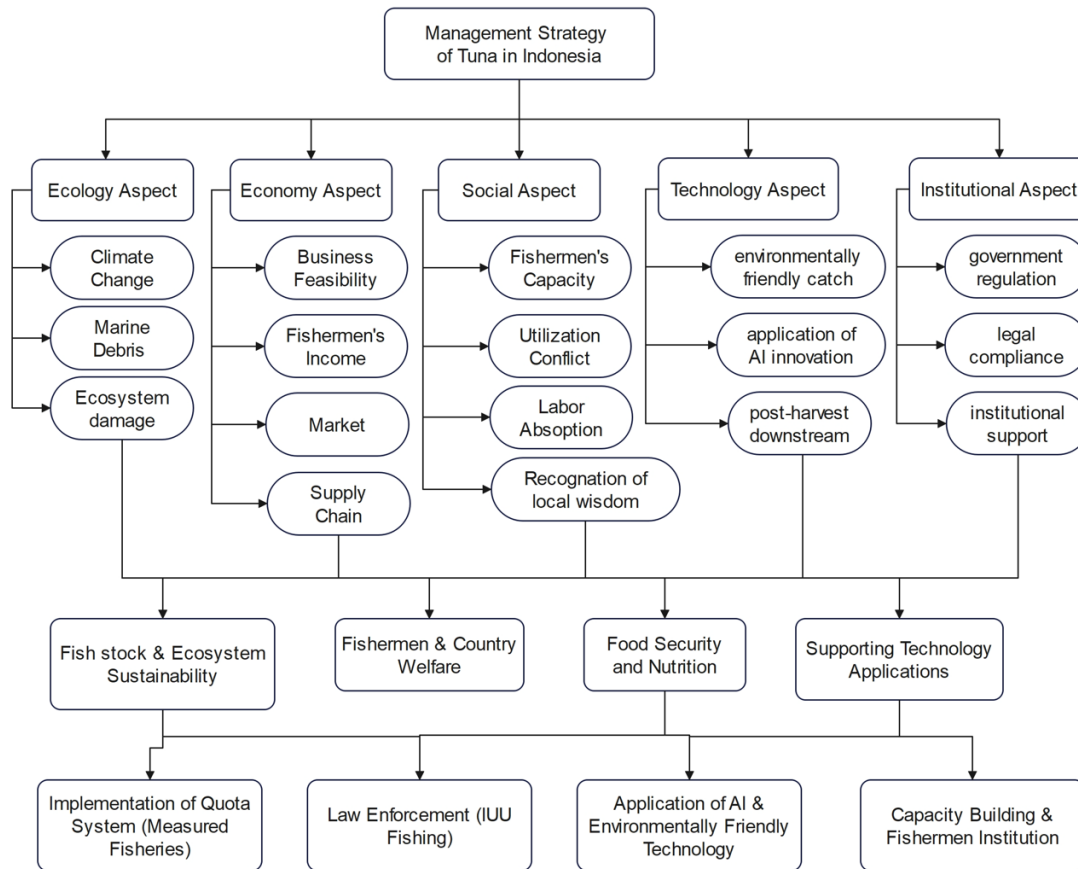 Management Strategy
of Tuna in Indonesia
Ecology Aspect
Economy Aspect
Social Aspect
Technology Aspect
Institutional Aspect
Climate
Change
Marine
Debris
Ecosystem
damage
Business
Feasibility
Fishermen's
Income
Market
Supply
Chain
Fishermen's
Capacity
Utilization
Conflict
Labor
Absoption
Recognation of
local wisdom
environmentally
friendly catch
application of
AI innovation
post-harvest
downstream
government
regulation
legal
compliance
institutional
support
Fish stock & Ecosystem
Sustainability
Fishermen & Country
Welfare
Food Security
and Nutrition
Supporting Technology
Applications
Implementation of Quota
System (Measured
Fisheries)
Law Enforcement (IUU
Fishing)
Application of AI &
Environmentally Friendly
Technology
Capacity Building &
Fishermen Institution